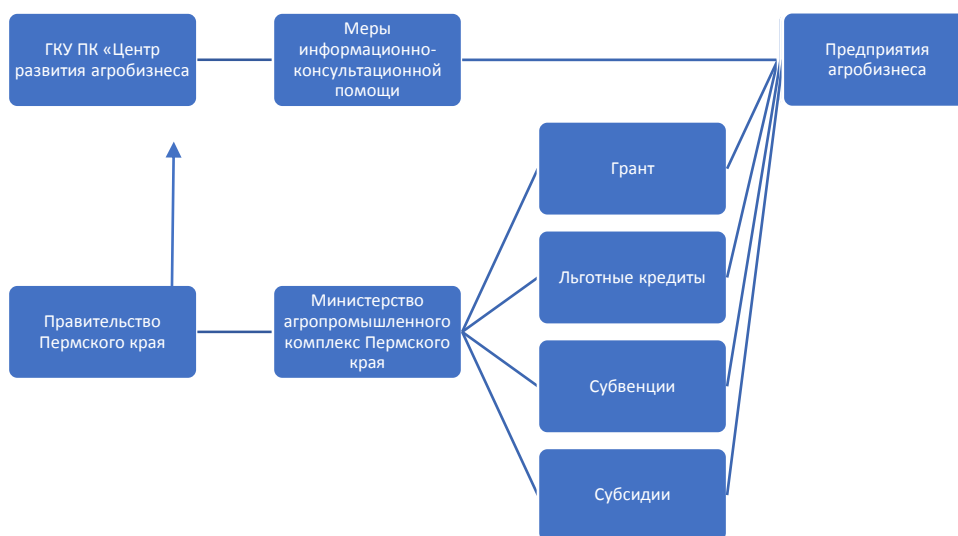 ГКУ ПК «Центр
развития агробизнеса
Меры
информационно-
консультационной
помощи
Предприятия
агробизнеса
Грант
Льготные кредиты
Правительство
Пермского края
Министерство
агропромышленного
комплекс Пермского
края
Субвенции
Субсидии